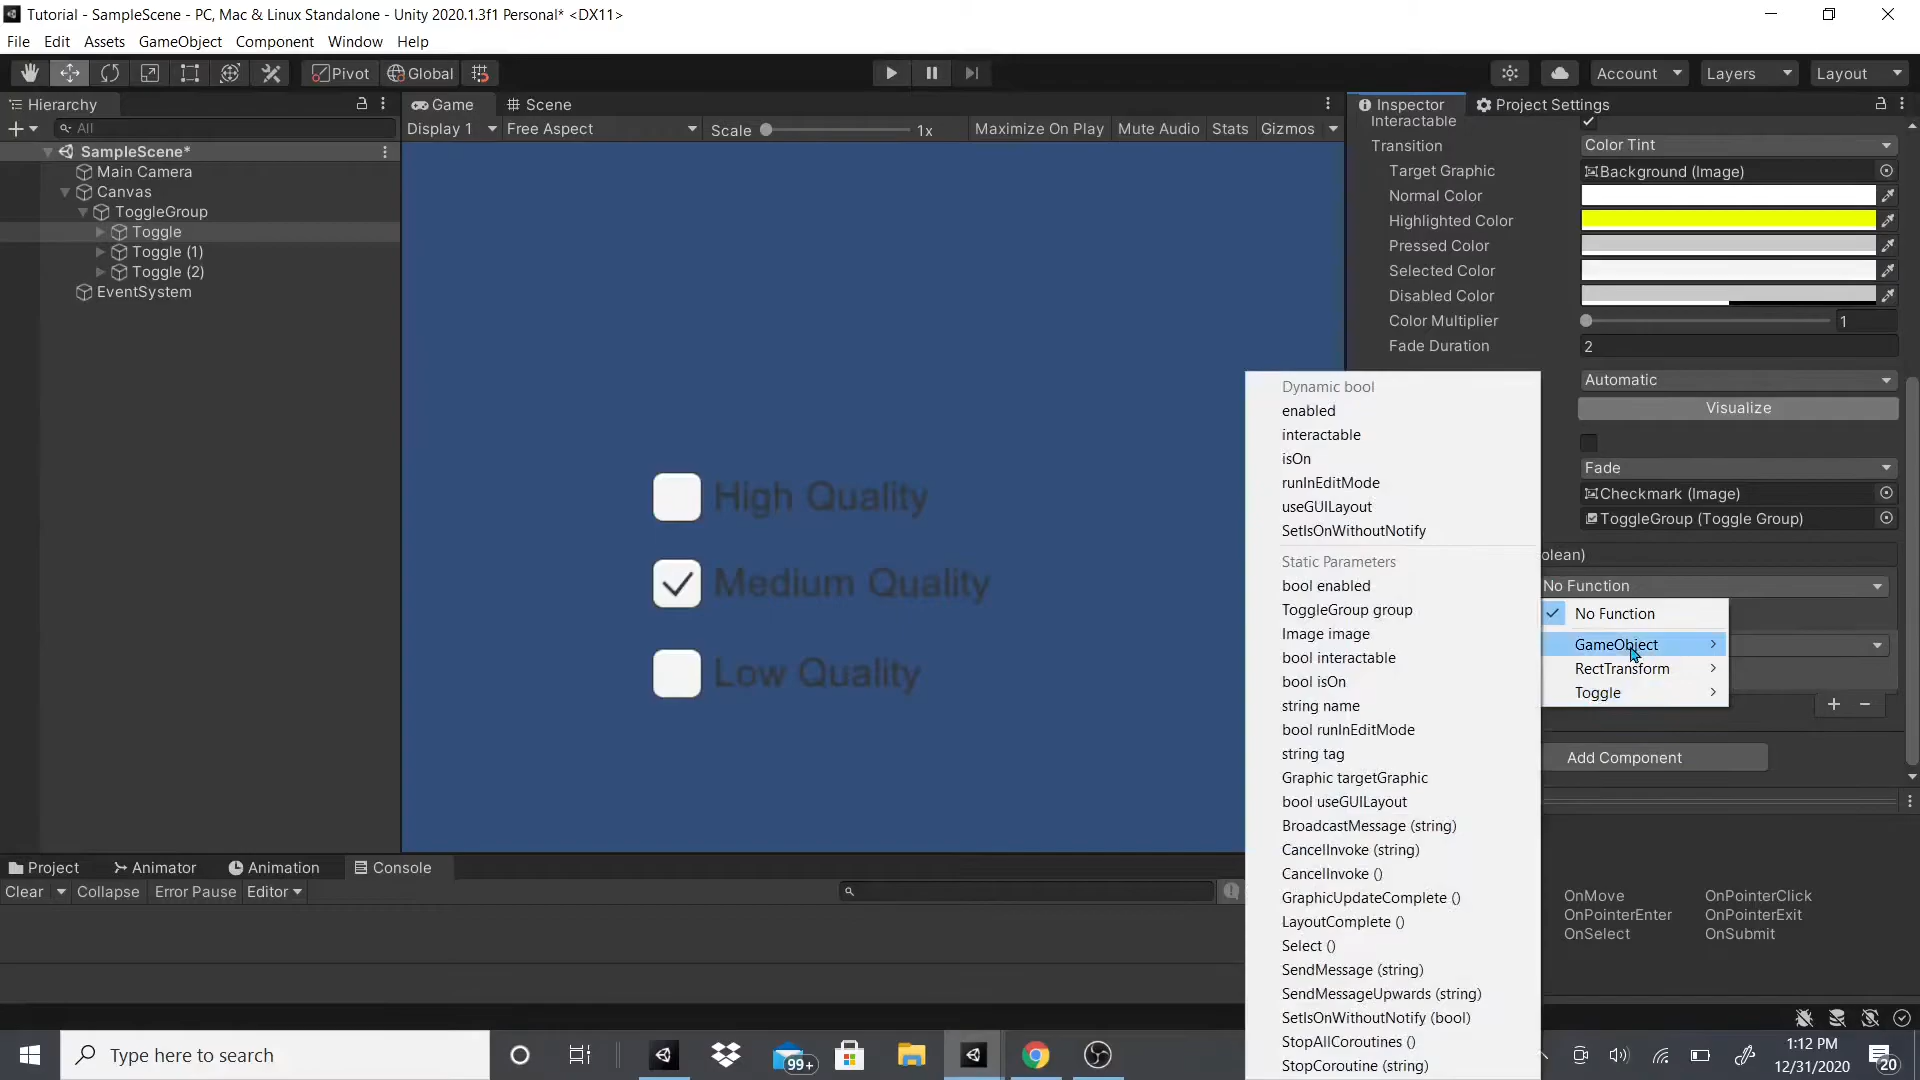 Tutorial - SampleScene - PC, Mac & Linux Standalone - Unity 2020.1.3f1 Personal* <DX11>
File Edit Assets GameObject Component Window Help
Pivot Global Account Layers Layout
Hierarchy
All
SampleScene*
Main Camera
Canvas
ToggleGroup
Toggle
Toggle (1)
Toggle (2)
EventSystem
Game Scene
Display 1 Free Aspect Scale 1x Maximize On Play Mute Audio Stats Gizmos
High Quality
Medium Quality
Low Quality
Inspector Project Settings
Interactable
Transition Color Tint
Target Graphic Background (Image)
Normal Color
Highlighted Color
Pressed Color
Selected Color
Disabled Color
Color Multiplier 1
Fade Duration 2
Automatic
Visualize
Fade
Checkmark (Image)
ToggleGroup (Toggle Group)
olean)
No Function
No Function
GameObject
RectTransform
Toggle
Add Component
Dynamic bool
enabled
interactable
isOn
runInEditMode
useGUILayout
SetIsOnWithoutNotify
Static Parameters
bool enabled
ToggleGroup group
Image image
bool interactable
bool isOn
string name
bool runInEditMode
string tag
Graphic targetGraphic
bool useGUILayout
BroadcastMessage (string)
CancelInvoke (string)
CancelInvoke ()
GraphicUpdateComplete ()
LayoutComplete ()
Select ()
SendMessage (string)
SendMessageUpwards (string)
SetIsOnWithoutNotify (bool)
StopAllCoroutines ()
StopCoroutine (string)
OnMove OnPointerClick
OnPointerEnter OnPointerExit
OnSelect OnSubmit
Project Animator Animation Console
Clear Collapse Error Pause Editor
Type here to search
99+
1:12 PM
12/31/2020
20